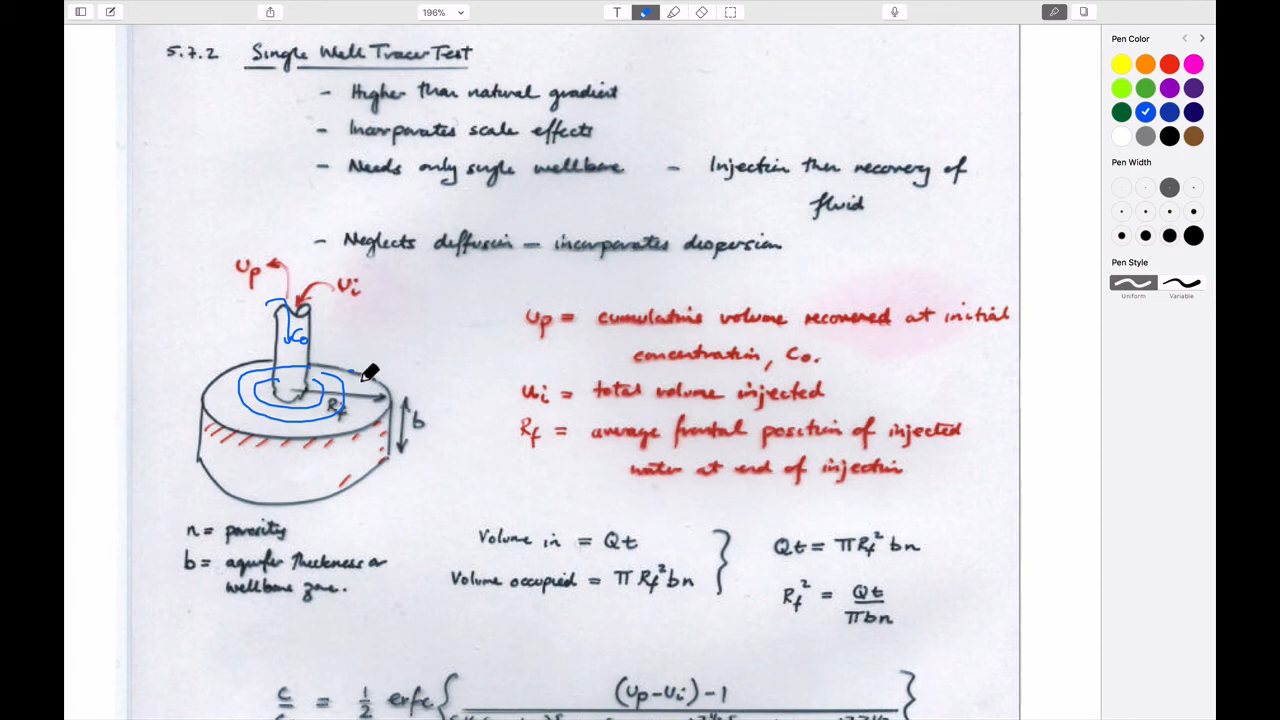 196%
T
Pen Color
5.7.2 Single Well Tracer Test
- Higher than natural gradient
- Incorporates scale effects
- Needs only single wellbore - Injection then recovery of
fluid
- Neglects diffusion - incorporates dispersion
Pen Width
Pen Style
Uniform Variable
Up Ui
Co
Rf
b
Up = cumulative volume recovered at initial
concentration, Co.
Ui = total volume injected
Rf = average frontal position of injected
water at end of injection
n = porosity
b = aquifer thickness or
wellbore zone.
Volume in = Qt
Volume occupied = πRf²bn
Qt = πRf²bn
Rf² = Qt
πbn
c = 1/2 erfc { (Up-Ui)-1 }